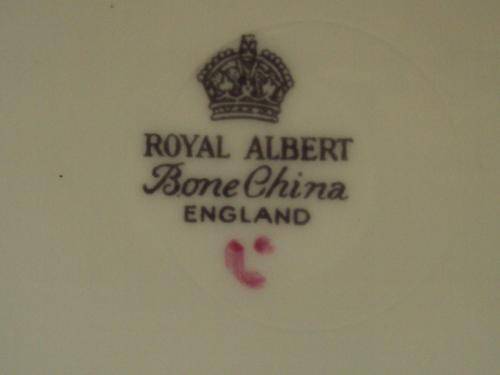 ROYAL ALBERT
Bone China
ENGLAND